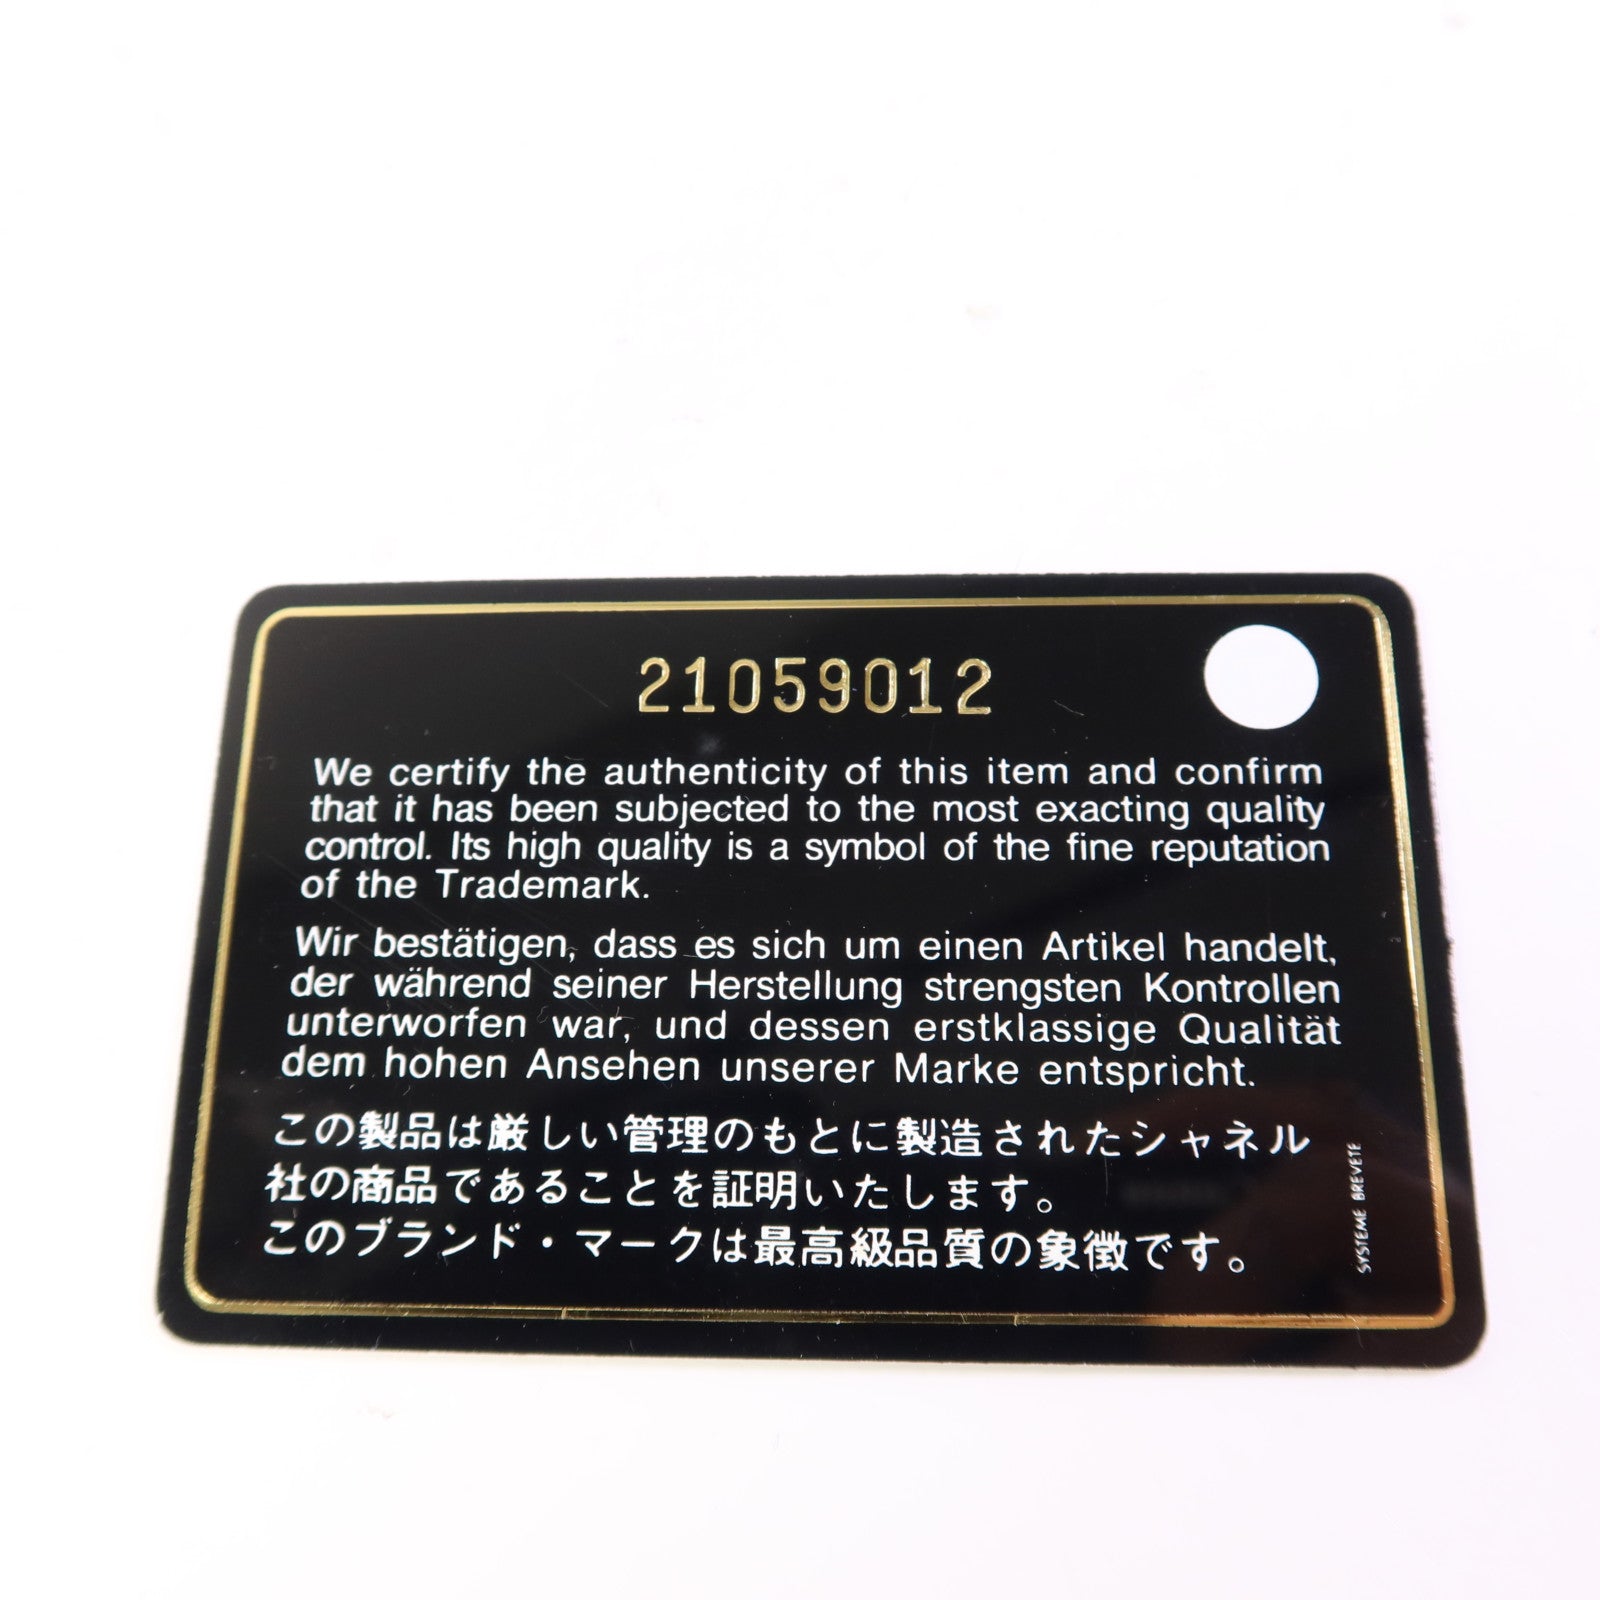 21059012
We certify the authenticity of this item and confirm
that it has been subjected to the most exacting quality
control. Its high quality is a symbol of the fine reputation
of the Trademark.
Wir bestätigen, dass es sich um einen Artikel handelt,
der während seiner Herstellung strengsten Kontrollen
unterworfen war, und dessen erstklassige Qualität
dem hohen Ansehen unserer Marke entspricht.
この製品は厳しい管理のもとに製造されたシャネル
社の商品であることを証明いたします。
このブランド・マークは最高級品質の象徴です。
SYSTEME BREVETE